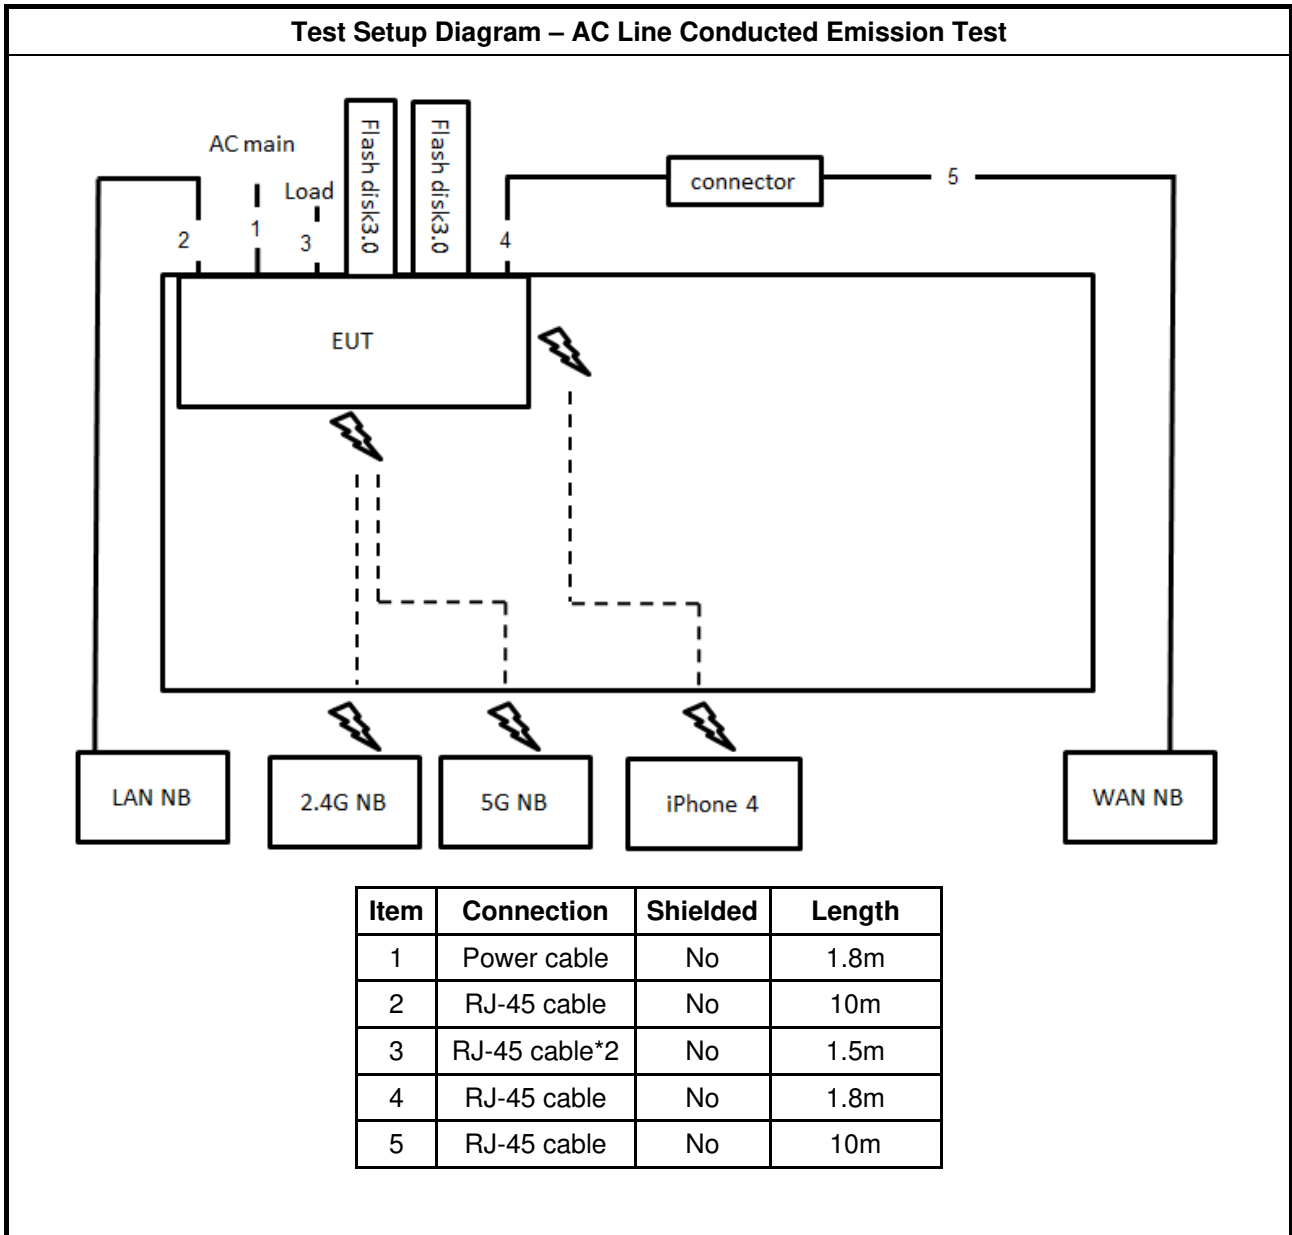 Test Setup Diagram – AC Line Conducted Emission Test
AC main
Load
Flash disk3.0
Flash disk3.0
connector
5
2
1
3
4
EUT
LAN NB
2.4G NB
5G NB
iPhone 4
WAN NB
Item Connection Shielded Length
1 Power cable No 1.8m
2 RJ-45 cable No 10m
3 RJ-45 cable*2 No 1.5m
4 RJ-45 cable No 1.8m
5 RJ-45 cable No 10m